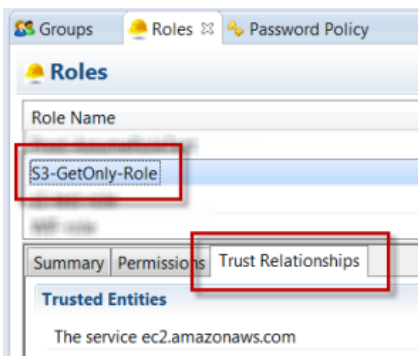 Groups Roles Password Policy
Roles
Role Name
S3-GetOnly-Role
Summary Permissions Trust Relationships
Trusted Entities
The service ec2.amazonaws.com